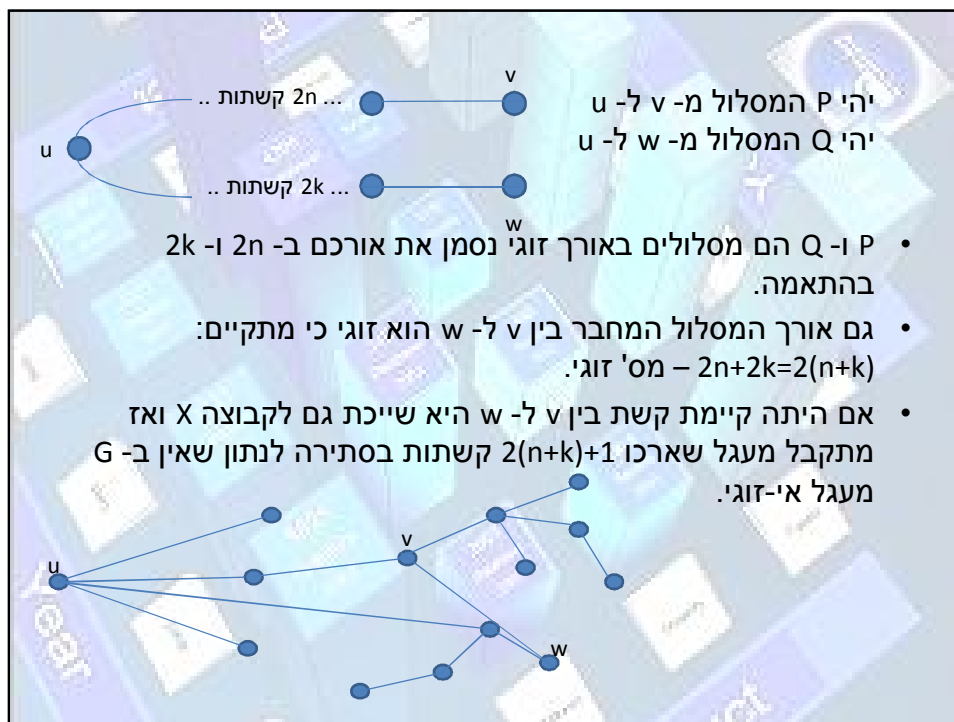 יהי P המסלול מ- v ל- u
יהי Q המסלול מ- w ל- u
v
.. קשתות 2n ...
u
.. קשתות 2k ...
w
• P ו- Q הם מסלולים באורך זוגי נסמן את אורכם ב- 2n ו- 2k
בהתאמה.
• גם אורך המסלול המחבר בין v ל- w הוא זוגי כי מתקיים:
2n+2k=2(n+k) – מס' זוגי.
• אם היתה קיימת קשת בין v ל- w היא שייכת גם לקבוצה X ואז
מתקבל מעגל שארכו 2(n+k)+1 קשתות בסתירה לנתון שאין ב- G
מעגל אי-זוגי.
v
u
w